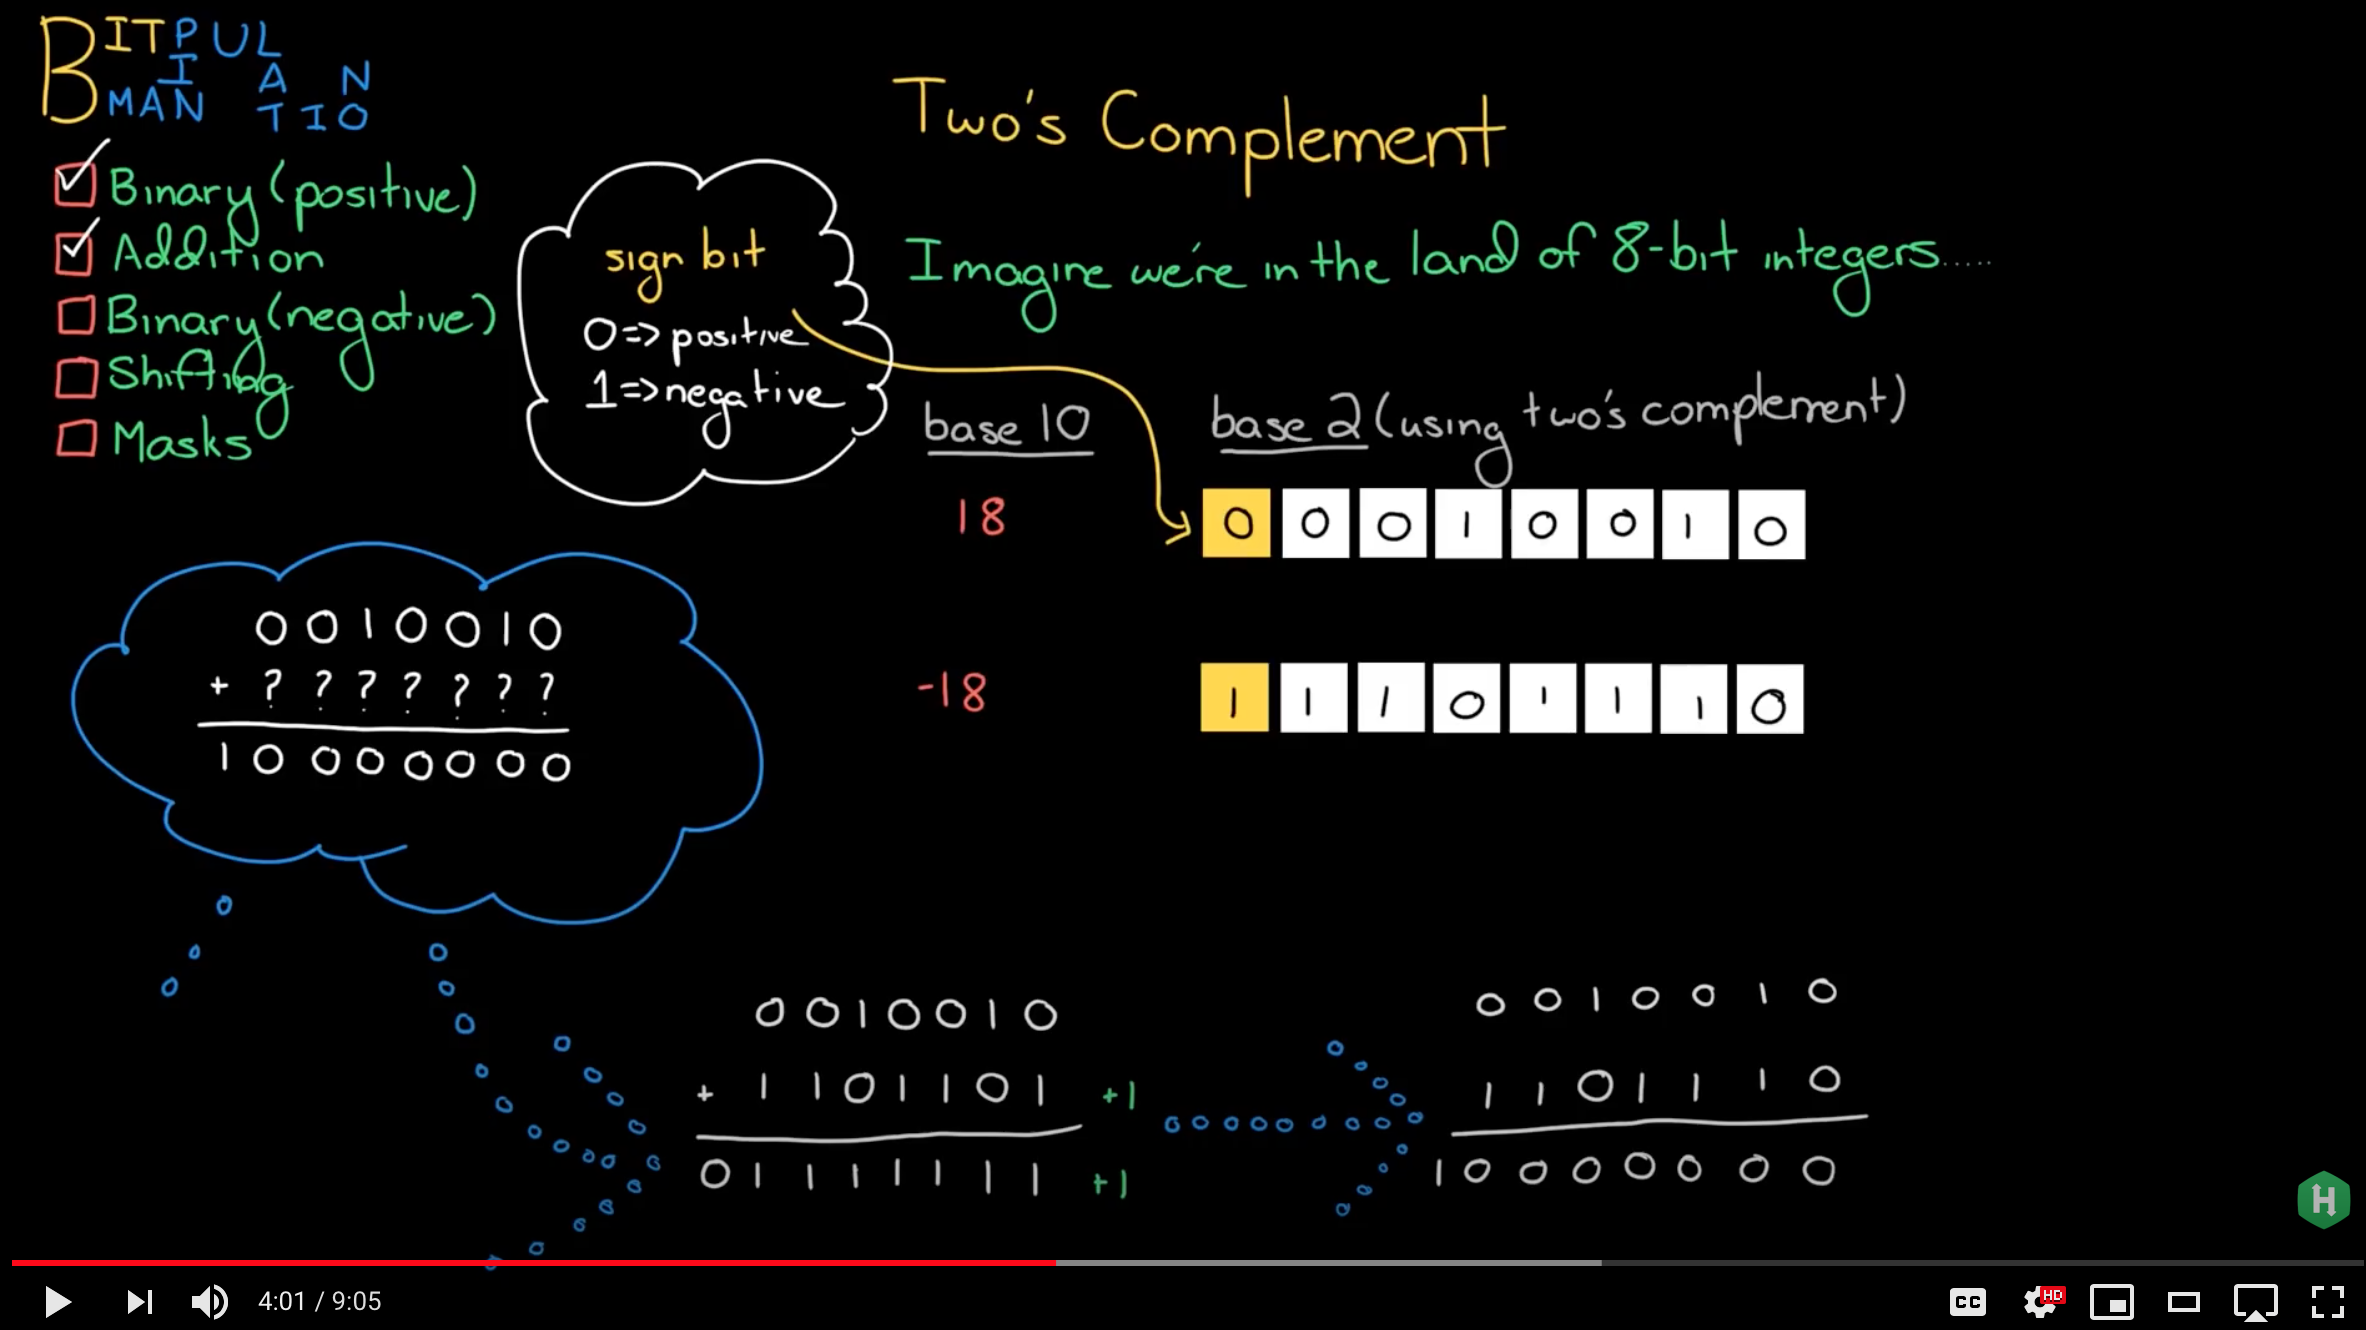 BITPUL
I A N
MAN TIO
Binary (positive)
Addition
Binary (negative)
Shifting
Masks
sign bit
0 => positive
1 => negative
Two's Complement
Imagine we're in the land of 8-bit integers.....
base 10
base 2 (using two's complement)
18
0 0 0 1 0 0 1 0
-18
1 1 1 0 1 1 1 0
0 0 1 0 0 1 0
+ ? ? ? ? ? ? ?
1 0 0 0 0 0 0 0
0 0 1 0 0 1 0
+ 1 1 0 1 1 0 1 +1
0 1 1 1 1 1 1 1 +1
0 0 1 0 0 1 0
1 1 0 1 1 1 0
1 0 0 0 0 0 0 0
H
4:01 / 9:05
CC
HD